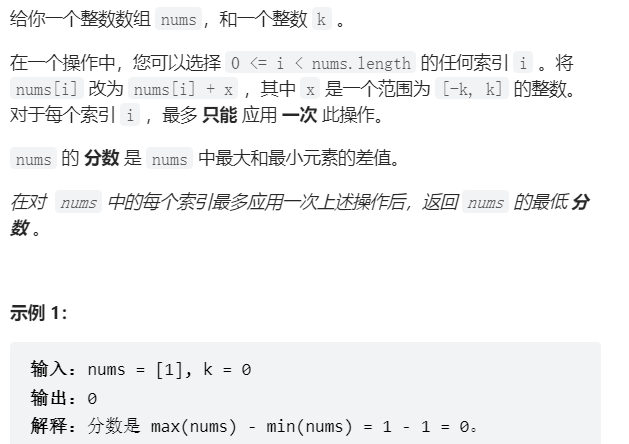 给你一个整数数组 nums，和一个整数 k 。
在一个操作中，您可以选择 0 <= i < nums.length 的任何索引 i 。将
nums[i] 改为 nums[i] + x ，其中 x 是一个范围为 [-k, k] 的整数。
对于每个索引 i ，最多 只能 应用 一次 此操作。
nums 的 分数 是 nums 中最大和最小元素的差值。
在对 nums 中的每个索引最多应用一次上述操作后，返回 nums 的最低 分
数 。
示例 1：
输入：nums = [1], k = 0
输出：0
解释：分数是 max(nums) - min(nums) = 1 - 1 = 0。